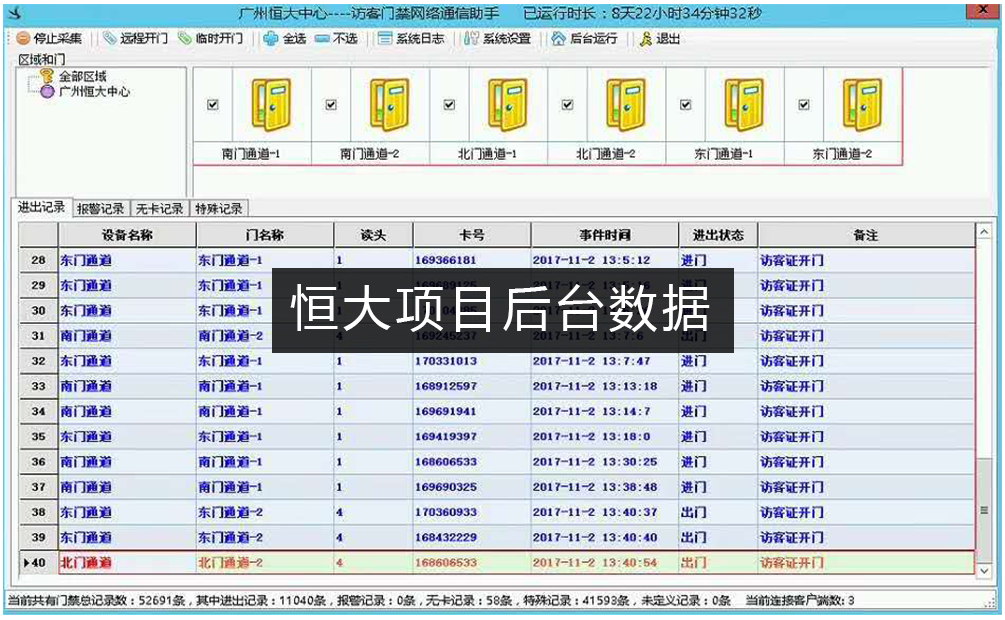 广州恒大中心----访客门禁网络通信助手 已运行时长：8天22小时34分钟32秒
停止采集 远程开门 临时开门 全选 不选 系统日志 系统设置 后台运行 退出
区域和门
全部区域
广州恒大中心
南门通道-1 南门通道-2 北门通道-1 北门通道-2 东门通道-1 东门通道-2
进出记录 报警记录 无卡记录 特殊记录
设备名称 门名称 读头 卡号 事件时间 进出状态 备注
28 东门通道 东门通道-1 1 169366181 2017-11-2 13:5:12 进门 访客证开门
29 东门通道 东门通道-1 访客证开门
30 东门通道 东门通道-1 访客证开门
恒大项目后台数据
31 南门通道 南门通道-2 4 169245237 2017-11-2 13:7:6 出门 访客证开门
32 东门通道 东门通道-1 1 170331013 2017-11-2 13:7:47 进门 访客证开门
33 南门通道 南门通道-1 1 168912597 2017-11-2 13:13:18 进门 访客证开门
34 南门通道 南门通道-1 1 169691941 2017-11-2 13:14:7 进门 访客证开门
35 东门通道 东门通道-1 1 169419397 2017-11-2 13:18:0 进门 访客证开门
36 南门通道 南门通道-1 1 168606533 2017-11-2 13:30:25 进门 访客证开门
37 南门通道 南门通道-1 1 169690325 2017-11-2 13:38:48 进门 访客证开门
38 东门通道 东门通道-2 4 170360933 2017-11-2 13:40:37 出门 访客证开门
39 东门通道 东门通道-2 4 168432229 2017-11-2 13:40:40 出门 访客证开门
40 北门通道 北门通道-2 4 168606533 2017-11-2 13:40:54 出门 访客证开门
当前共有门禁总记录数：52691条，其中进出记录：11040条，报警记录：0条，无卡记录：58条，特殊记录：41593条，未定义记录：0条 当前连接客户端数: 3